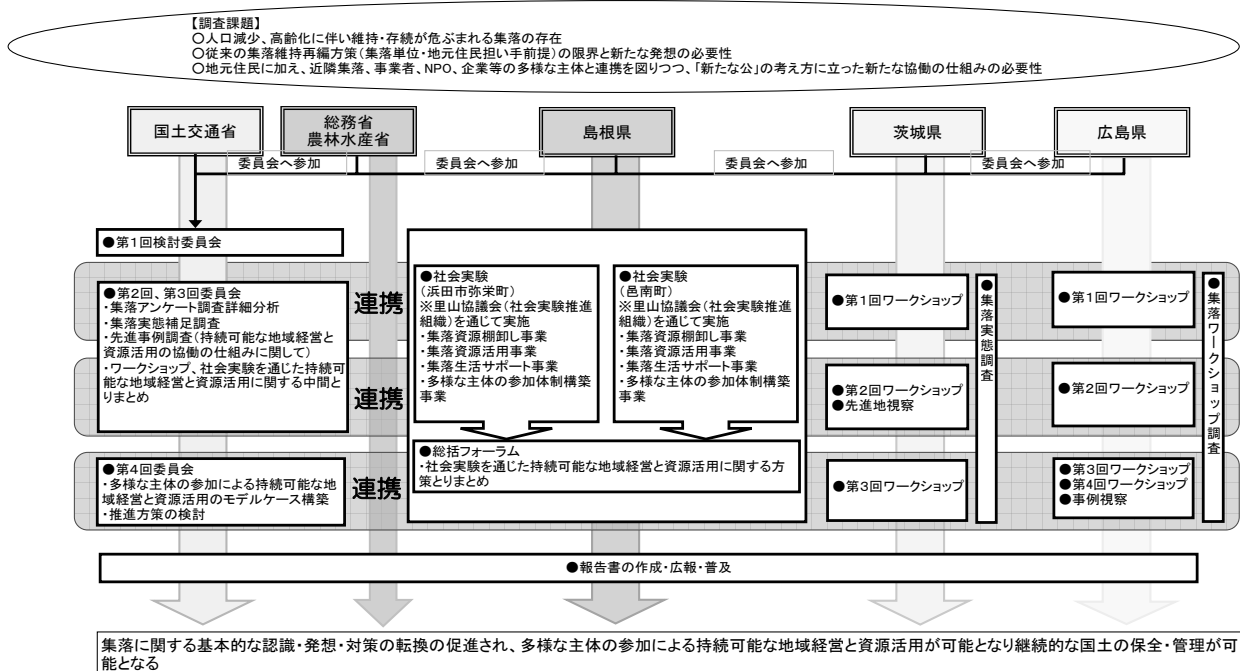 【調査課題】
○人口減少、高齢化に伴い維持・存続が危ぶまれる集落の存在
○従来の集落維持再編方策(集落単位・地元住民担い手前提)の限界と新たな発想の必要性
○地元住民に加え、近隣集落、事業者、NPO、企業等の多様な主体と連携を図りつつ、「新たな公」の考え方に立った新たな協働の仕組みの必要性
国土交通省
総務省
農林水産省
島根県
茨城県
広島県
委員会へ参加
委員会へ参加
委員会へ参加
委員会へ参加
●第1回検討委員会
●第2回、第3回委員会
・集落アンケート調査詳細分析
・集落実態補足調査
・先進事例調査(持続可能な地域経営と
資源活用の協働の仕組みに関して)
・ワークショップ、社会実験を通じた持続可
能な地域経営と資源活用に関する中間と
りまとめ
●第4回委員会
・多様な主体の参加による持続可能な地
域経営と資源活用のモデルケース構築
・推進方策の検討
連携
連携
連携
●社会実験
(浜田市弥栄町)
※里山協議会(社会実験推進
組織)を通じて実施
・集落資源棚卸し事業
・集落資源活用事業
・集落生活サポート事業
・多様な主体の参加体制構築
事業
●社会実験
(邑南町)
※里山協議会(社会実験推進
組織)を通じて実施
・集落資源棚卸し事業
・集落資源活用事業
・集落生活サポート事業
・多様な主体の参加体制構築
事業
●総括フォーラム
・社会実験を通じた持続可能な地域経営と資源活用に関する方
策とりまとめ
●第1回ワークショップ
●第2回ワークショップ
●先進地視察
●第3回ワークショップ
●集落実態調査
●第1回ワークショップ
●第2回ワークショップ
●第3回ワークショップ
●第4回ワークショップ
●事例視察
●集落ワークショップ調査
●報告書の作成・広報・普及
集落に関する基本的な認識・発想・対策の転換の促進され、多様な主体の参加による持続可能な地域経営と資源活用が可能となり継続的な国土の保全・管理が可
能となる